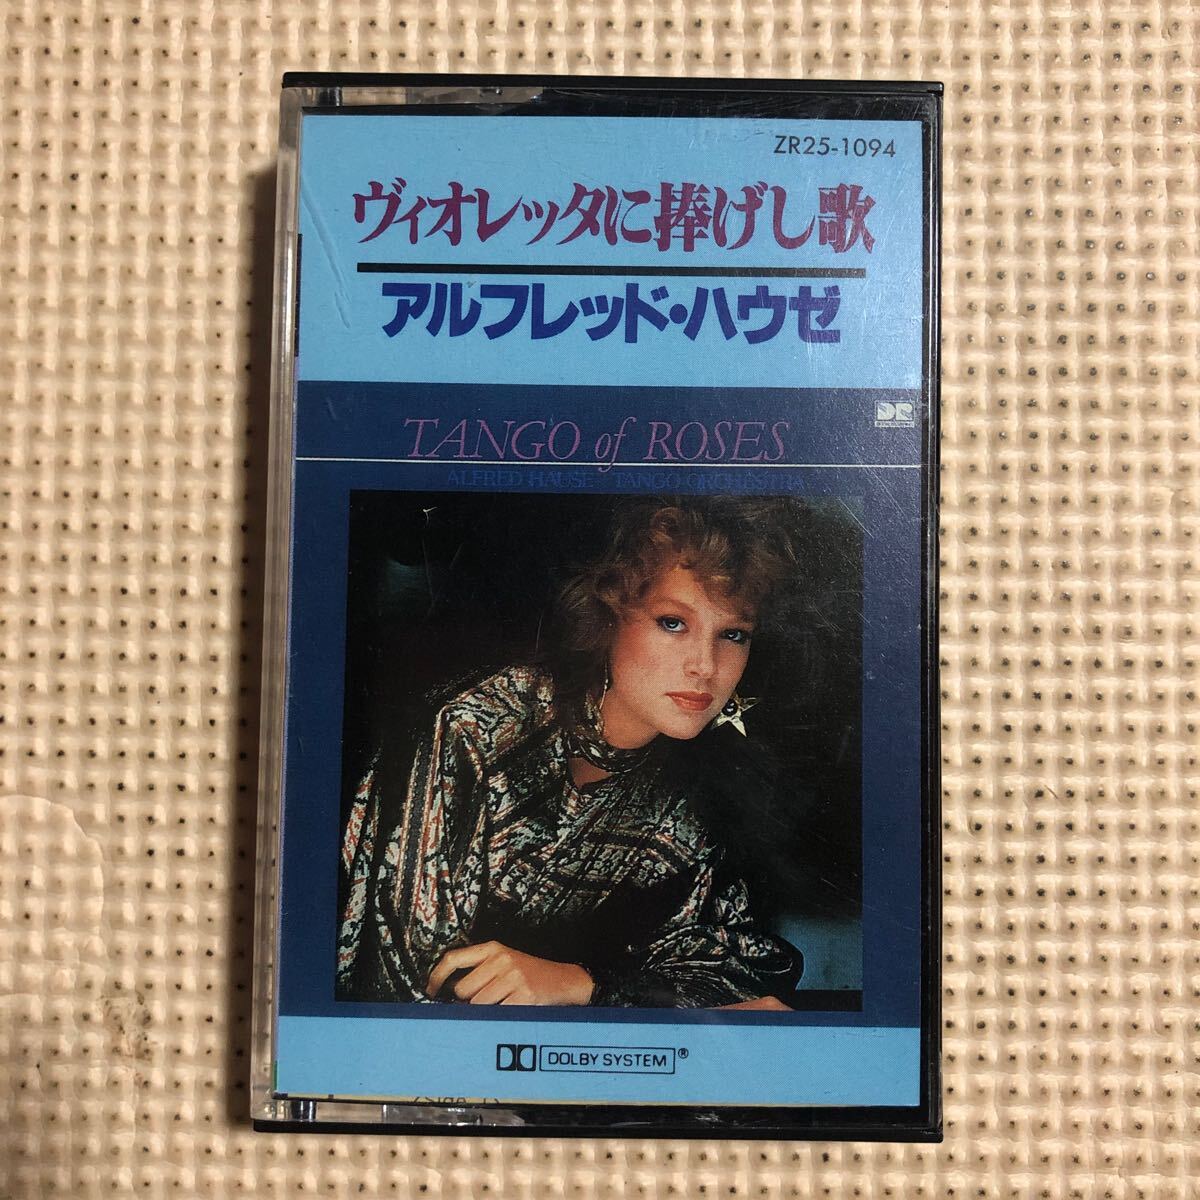 ZR25-1094
ヴィオレッタに捧げし歌
アルフレッド・ハウゼ
DR
TANGO of ROSES
ALFRED HAUSE TANGO ORCHESTRA
DOLBY SYSTEM®